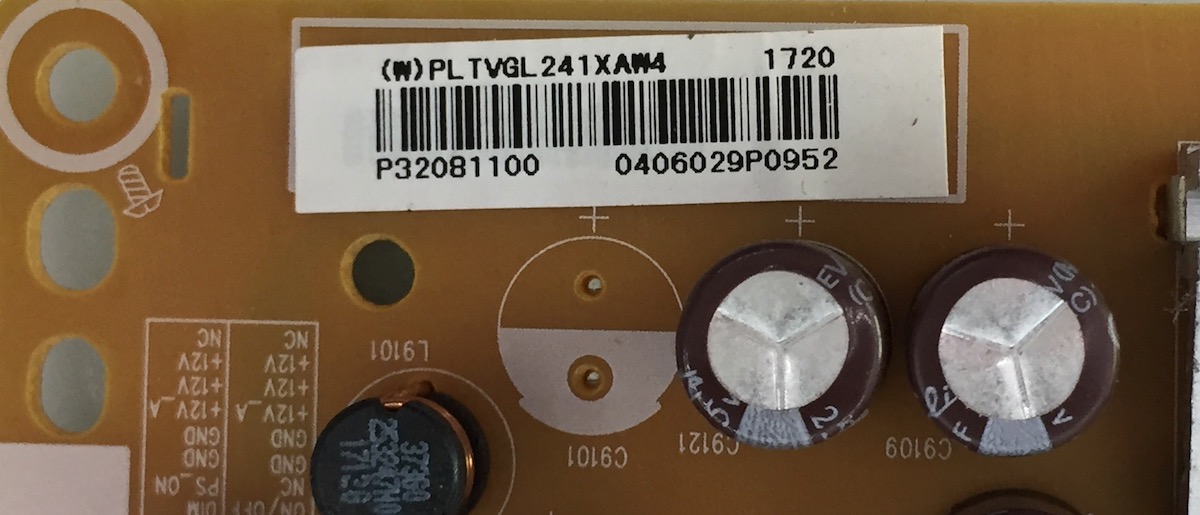 (W)PLTVGL241XAW4 1720
P32081100 0406029P0952
L9101
C9101
C9121
C9109
NC NC
+12V +12V
+12V +12V
+12V_A +12V_A
GND GND
GND GND
PS_ON NC
DIM ON/OFF